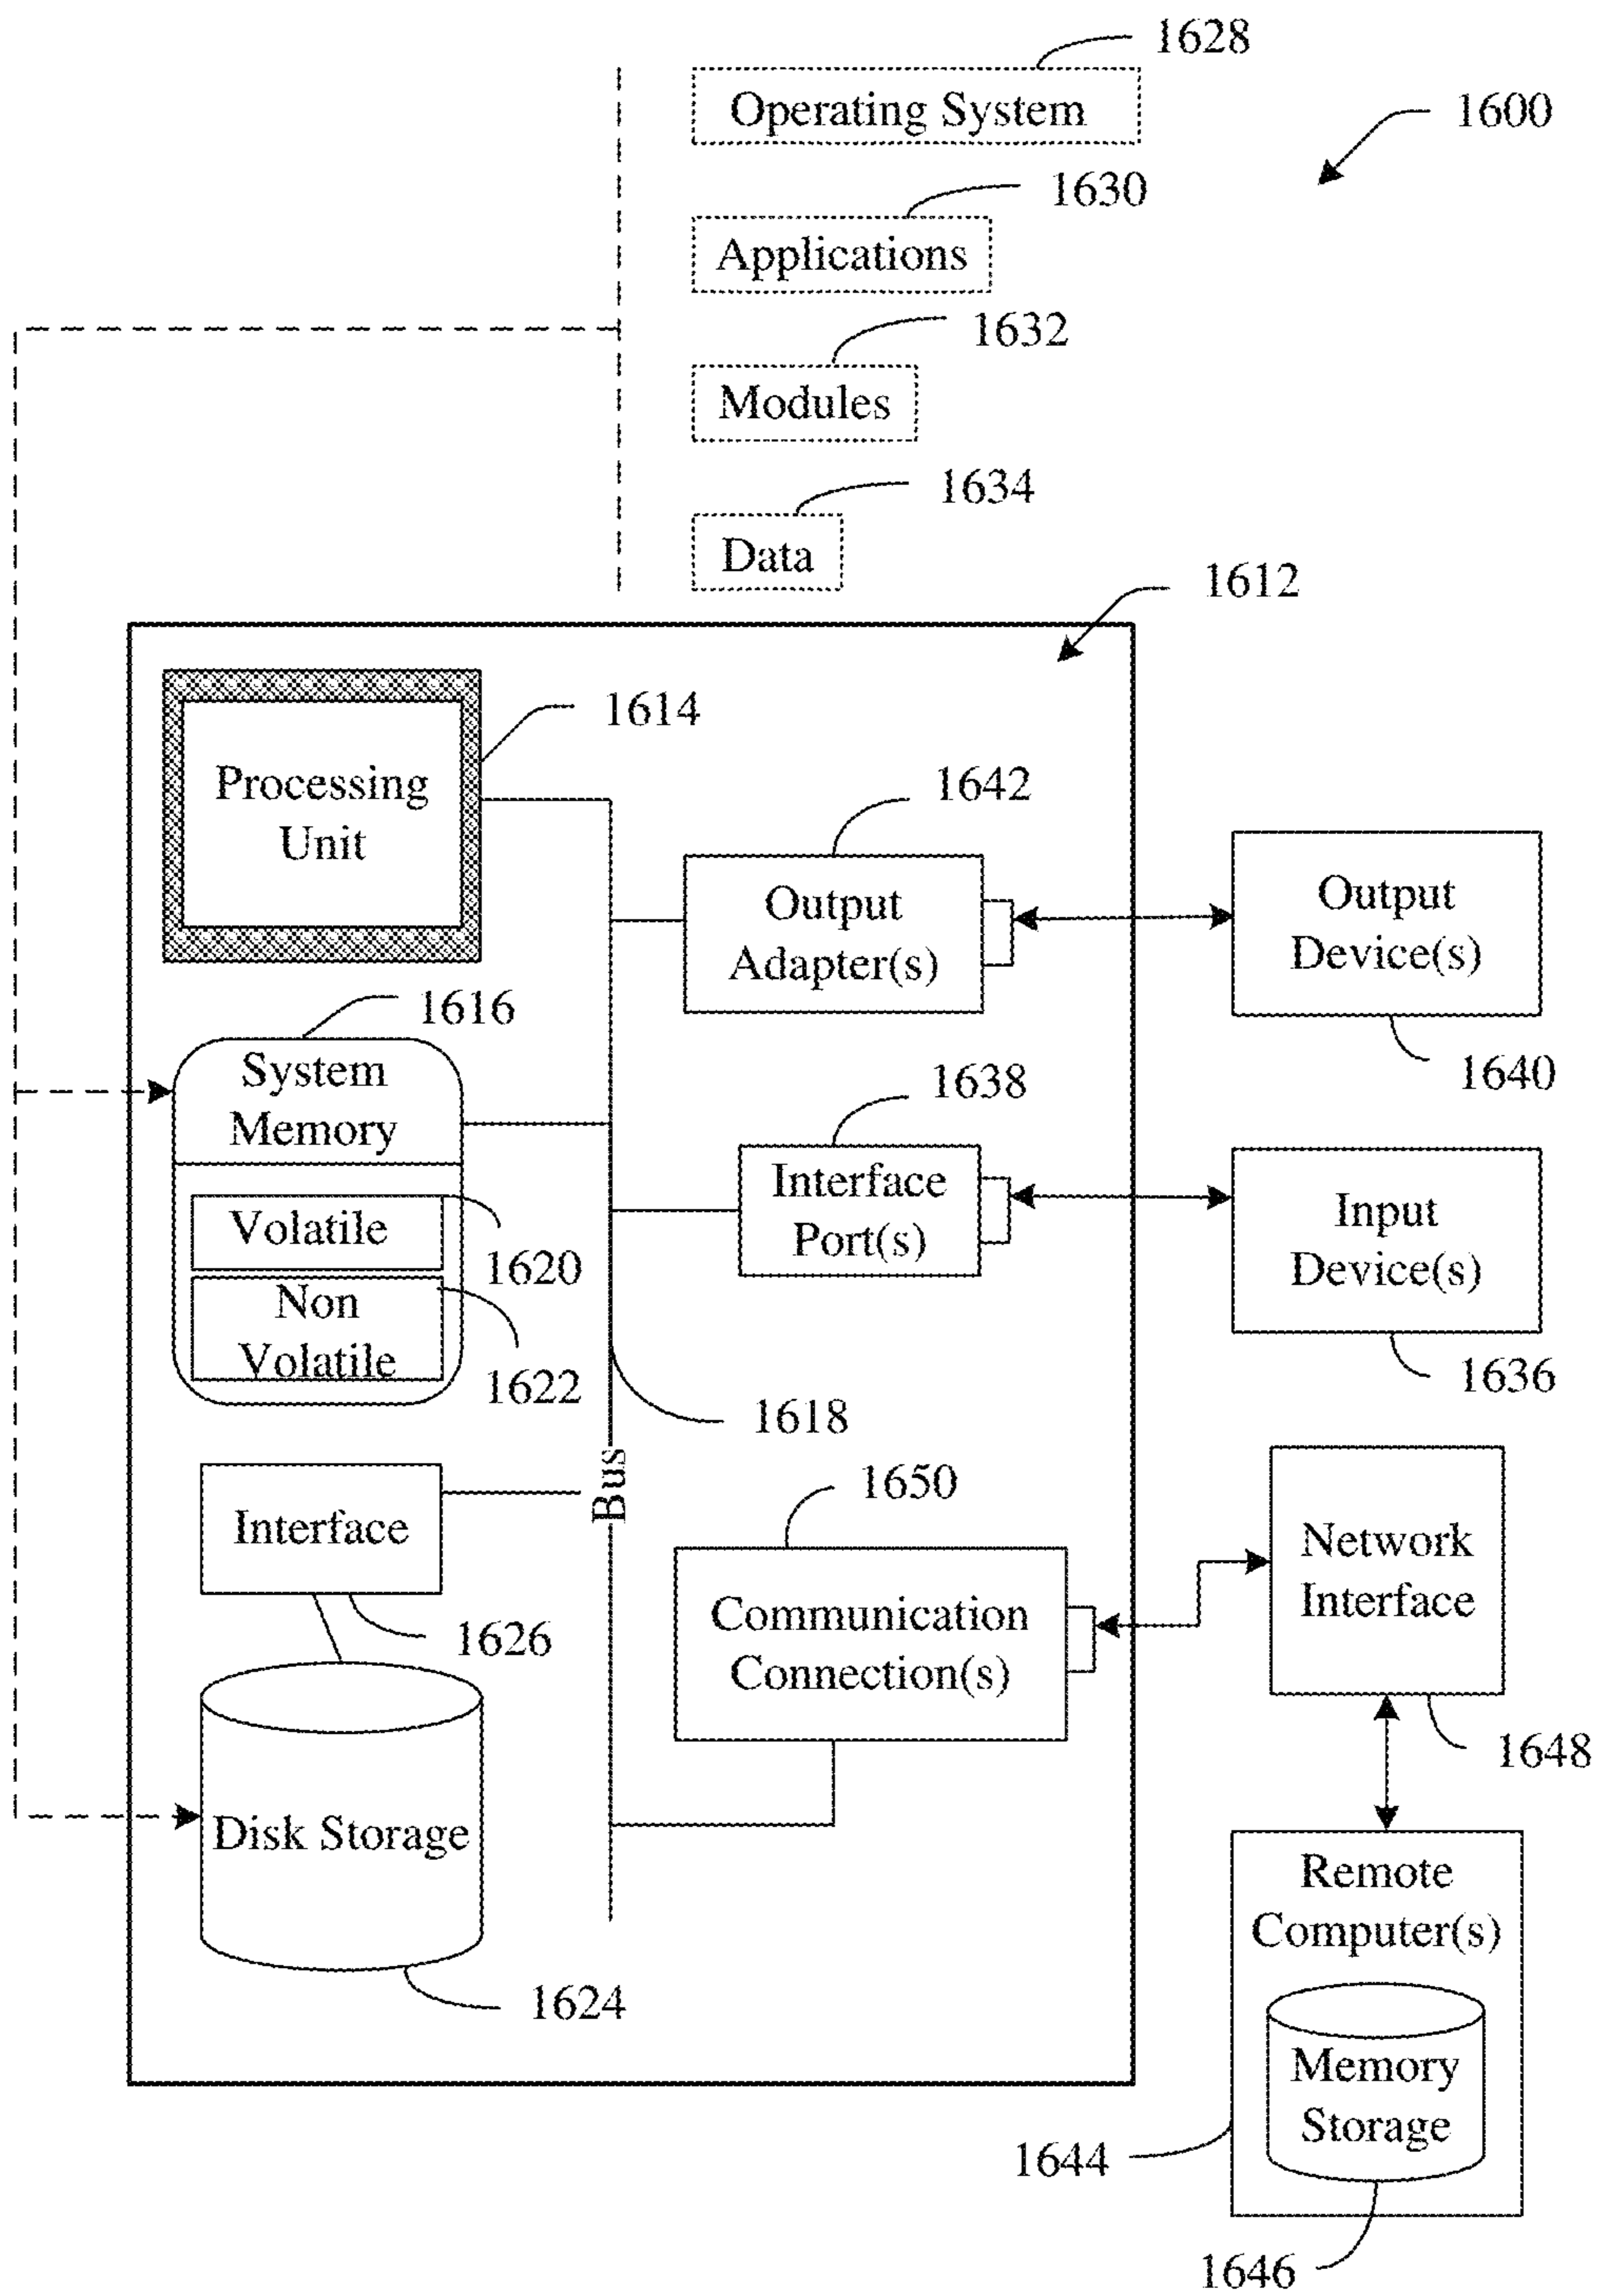 1628
Operating System
1600
1630
Applications
1632
Modules
1634
Data
1612
1614
Processing
Unit
1642
Output
Adapter(s)
Output
Device(s)
1640
1616
System
Memory
1638
Interface
Port(s)
Input
Device(s)
1636
Volatile
1620
Non
Volatile
1622
1618
Bus
1650
Interface
1626
Communication
Connection(s)
Network
Interface
1648
Disk Storage
1624
Remote
Computer(s)
Memory
Storage
1644
1646